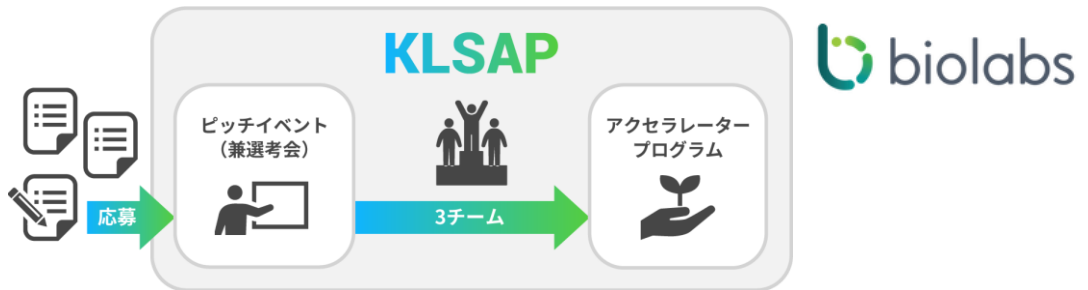 KLSAP
biolabs
ピッチイベント
(兼選考会)
アクセラレーター
プログラム
応募
3チーム